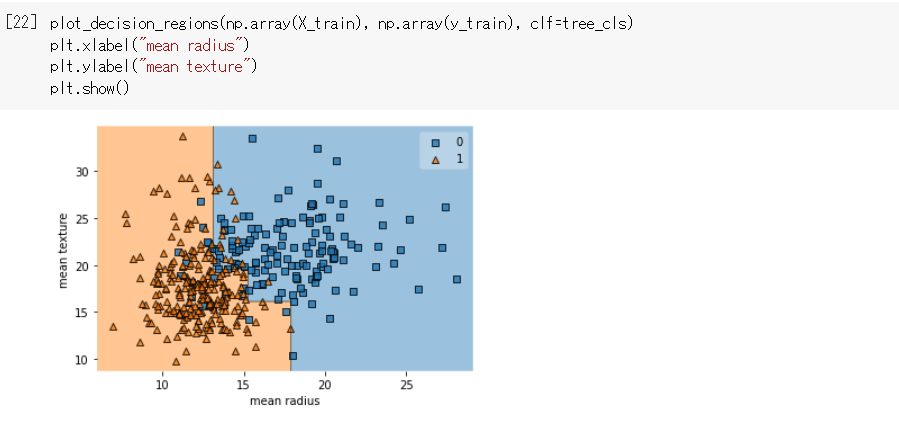 [22] plot_decision_regions(np.array(X_train), np.array(y_train), clf=tree_cls)
plt.xlabel("mean radius")
plt.ylabel("mean texture")
plt.show()
0
1
30
25
20
15
10
mean texture
10 15 20 25
mean radius